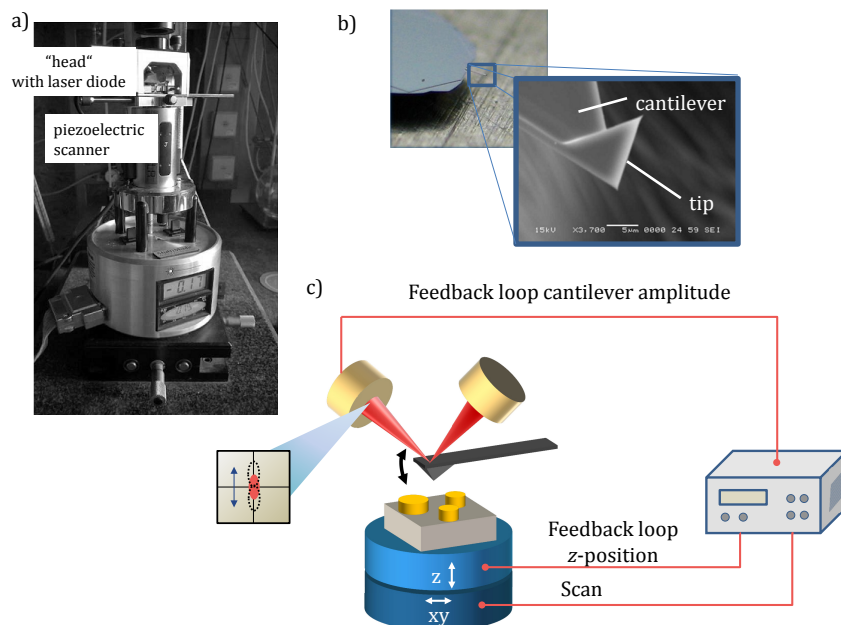 a)
“head“
with laser diode
piezoelectric
scanner
b)
cantilever
tip
15kV X3,700 5μm 0000 24 59 SEI
c)
Feedback loop cantilever amplitude
Feedback loop
z-position
z
Scan
xy